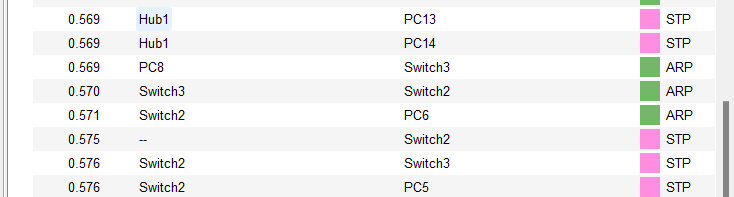 0.569 Hub1 PC13 STP
0.569 Hub1 PC14 STP
0.569 PC8 Switch3 ARP
0.570 Switch3 Switch2 ARP
0.571 Switch2 PC6 ARP
0.575 -- Switch2 STP
0.576 Switch2 Switch3 STP
0.576 Switch2 PC5 STP